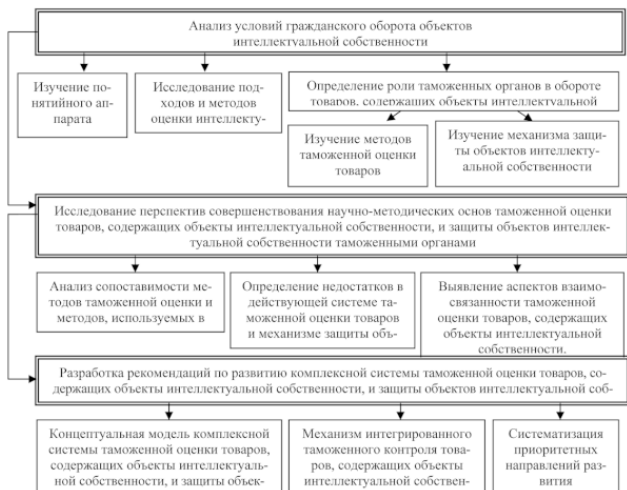 Анализ условий гражданского оборота объектов
интеллектуальной собственности
Изучение по-
нятийного ап-
парата
Исследование под-
ходов и методов
оценки интеллекту-
Определение роли таможенных органов в обороте
товаров, содержащих объекты интеллектуальной
Изучение методов
таможенной оценки
товаров
Изучение механизма защи-
ты объектов интеллекту-
альной собственности
Исследование перспектив совершенствования научно-методических основ таможенной оценки
товаров, содержащих объекты интеллектуальной собственности, и защиты объектов интеллек-
туальной собственности таможенными органами
Анализ сопоставимости ме-
тодов таможенной оценки и
методов, используемых в
Определение недостатков в
действующей системе та-
моженной оценки товаров
и механизме защиты объ-
Выявление аспектов взаимо-
связанности таможенной
оценки товаров, содержащих
объекты интеллектуальной
собственности.
Разработка рекомендаций по развитию комплексной системы таможенной оценки товаров, со-
держащих объекты интеллектуальной собственности, и защиты объектов интеллектуальной соб-
Концептуальная модель комплексной
системы таможенной оценки товаров,
содержащих объекты интеллектуаль-
ной собственности, и защиты объек-
Механизм интегрированного
таможенного контроля това-
ров, содержащих объекты
интеллектуальной собствен-
Систематизация
приоритетных
направлений раз-
вития